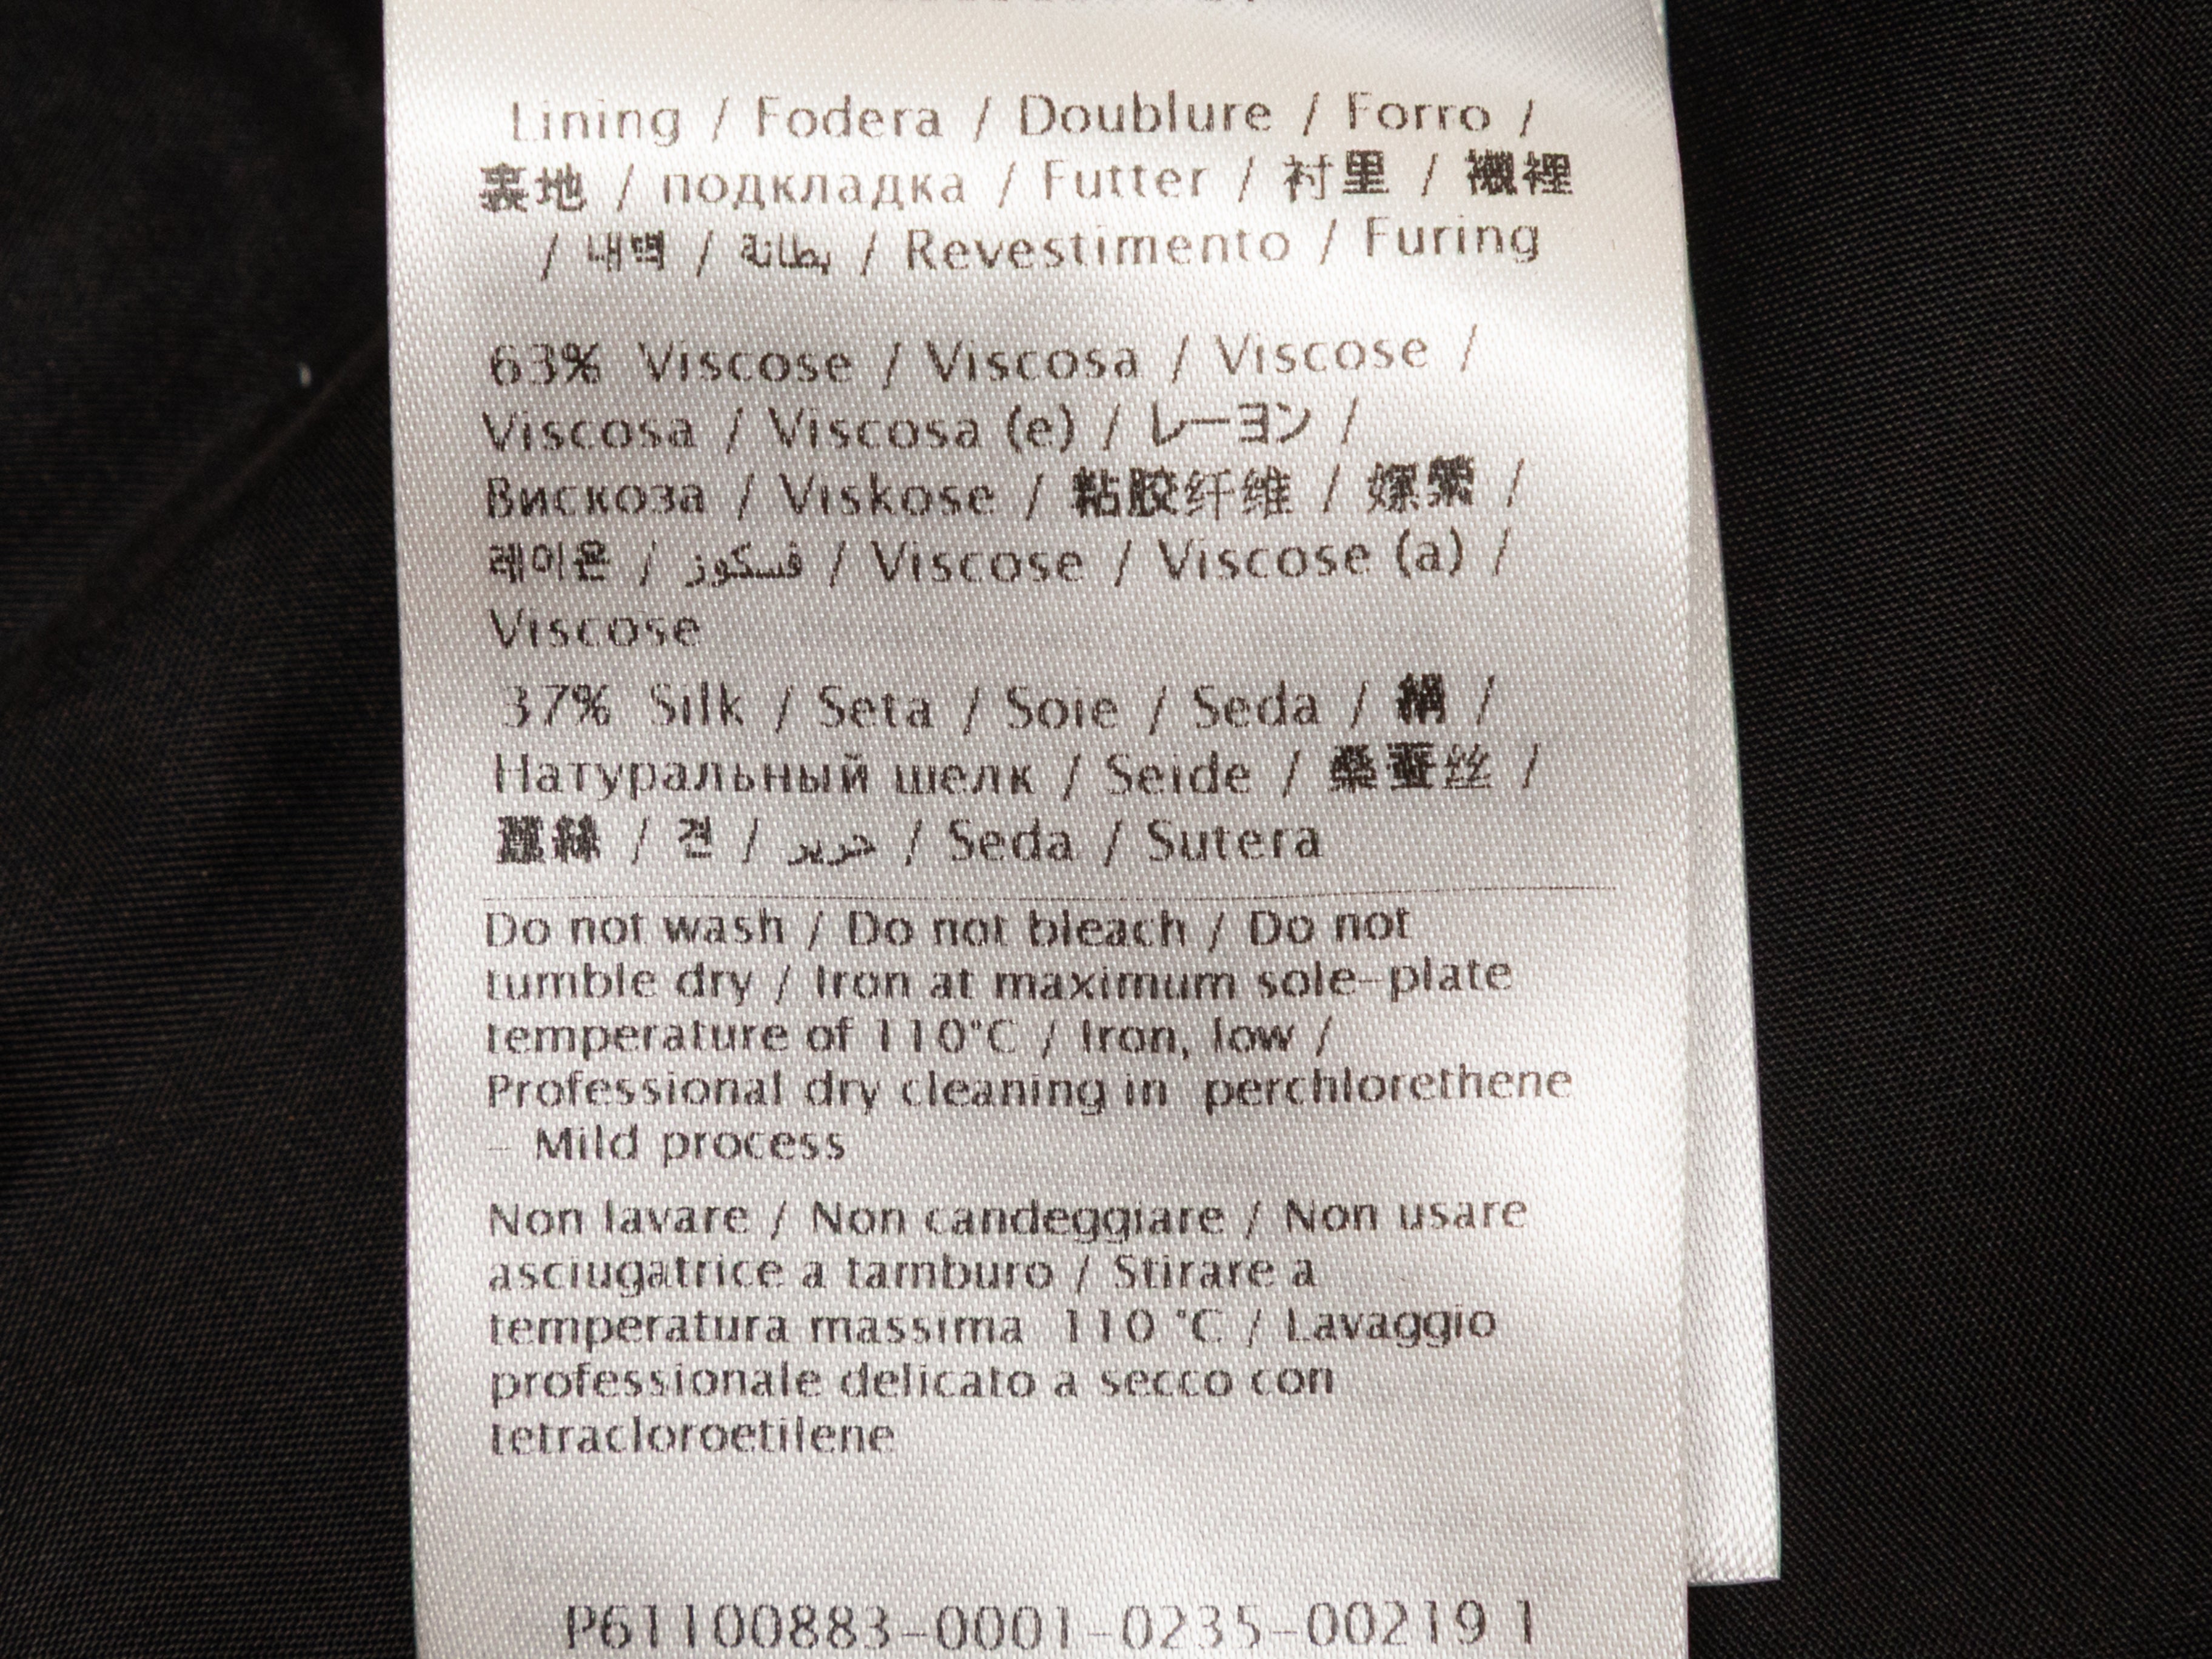 Lining / Fodera / Doublure / Forro /
裏地 / подкладка / Futter / 衬里 / 襯裡
/ 내벽 / بطانة / Revestimento / Furing
63% Viscose / Viscosa / Viscose /
Viscosa / Viscosa (e) / レーヨン /
Вискоза / Viskose / 粘胶纤维 / 嫘縈 /
레이온 / فسكوز / Viscose / Viscose (a) /
Viscose
37% Silk / Seta / Soie / Seda / 絹 /
Натуральный шелк / Seide / 桑蚕丝 /
蠶絲 / 견 / حرير / Seda / Sutera
Do not wash / Do not bleach / Do not
tumble dry / Iron at maximum sole-plate
temperature of 110°C / Iron, low /
Professional dry cleaning in perchlorethene
- Mild process
Non lavare / Non candeggiare / Non usare
asciugatrice a tamburo / Stirare a
temperatura massima 110 °C / Lavaggio
professionale delicato a secco con
tetracloroetilene
P61100883-0001-0235-00219 1